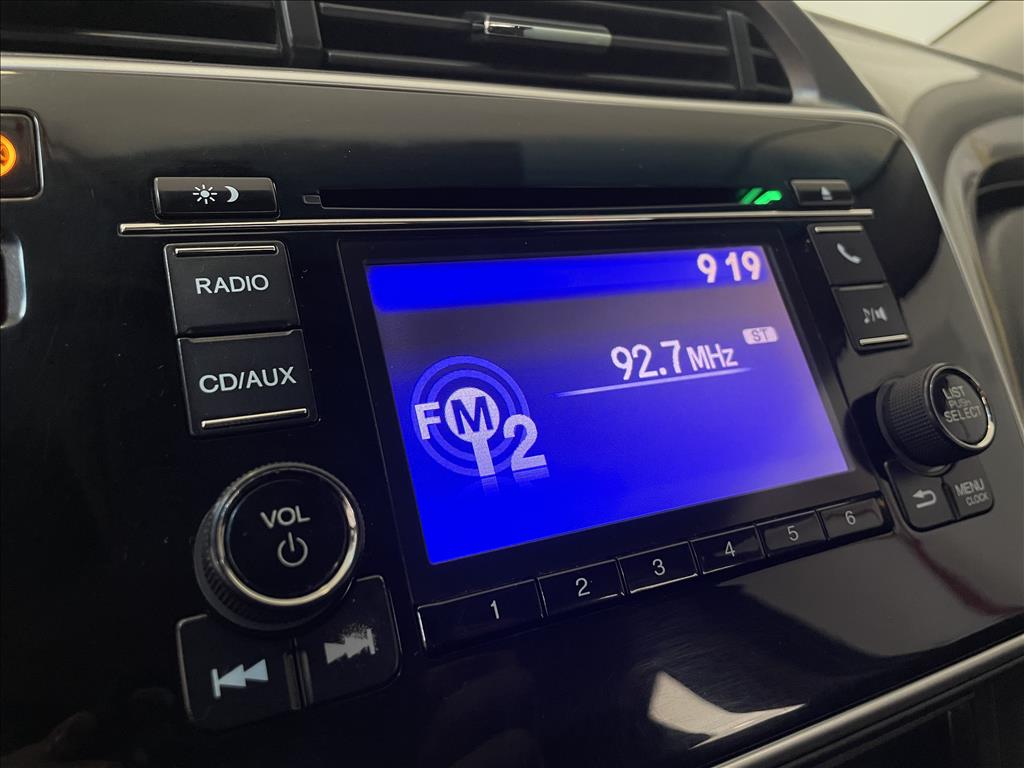 RADIO
CD/AUX
VOL
9 19
92.7 MHz
ST
FM 2
LIST
PUSH
SELECT
MENU
CLOCK
1 2 3 4 5 6